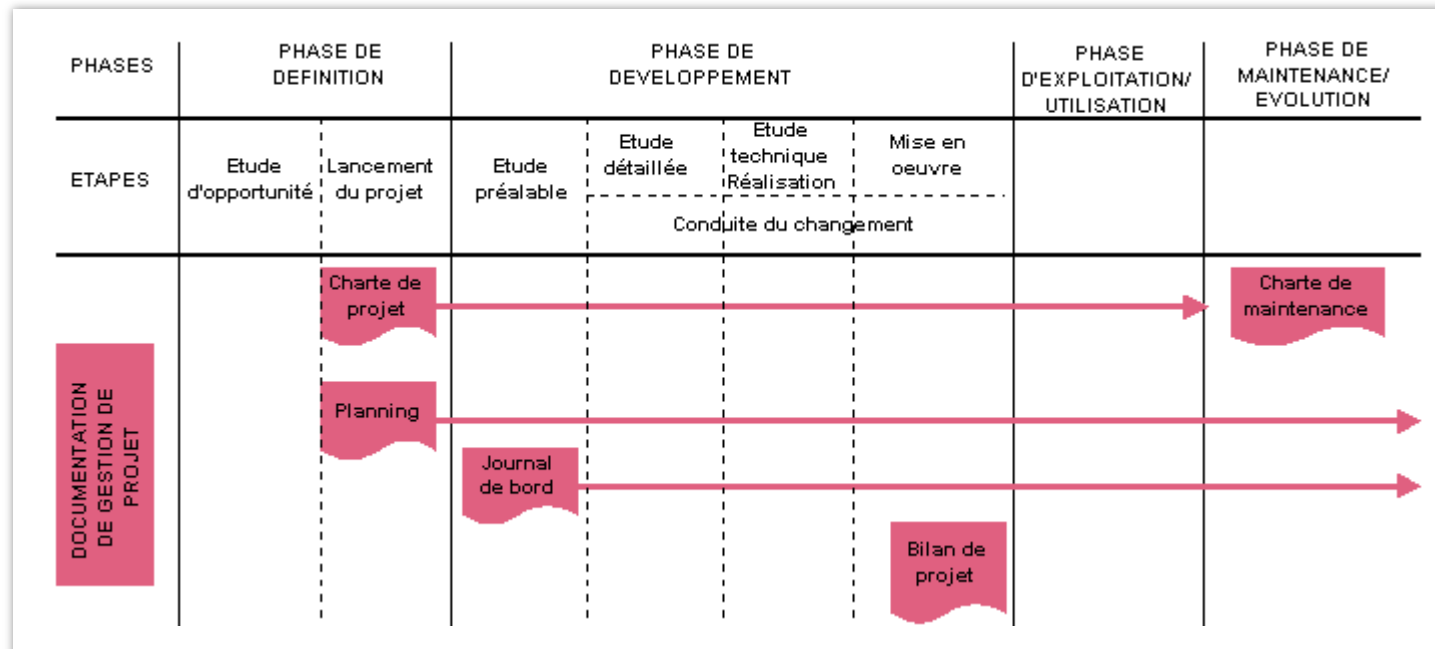 PHASES
PHASE DE
DEFINITION
PHASE DE
DEVELOPPEMENT
PHASE
D'EXPLOITATION/
UTILISATION
PHASE DE
MAINTENANCE/
EVOLUTION
ETAPES
Etude
d'opportunité
Lancement
du projet
Etude
préalable
Etude
détaillée
Etude
technique
Réalisation
Mise en
oeuvre
Conduite du changement
DOCUMENTATION
DE GESTION DE
PROJET
Charte de
projet
Charte de
maintenance
Planning
Journal
de bord
Bilan de
projet